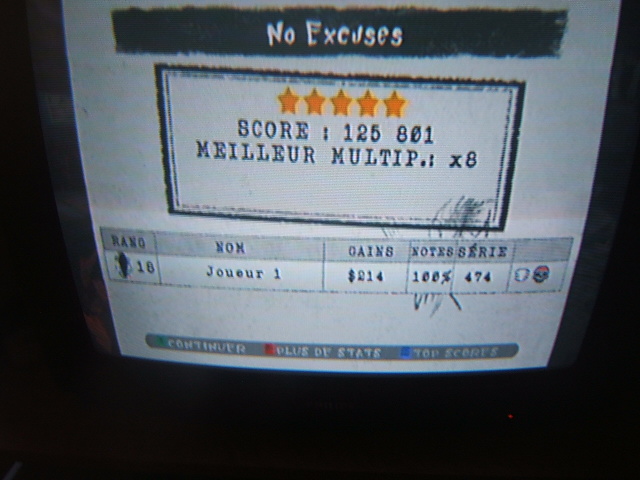 No Excuses
SCORE : 125 801
MEILLEUR MULTIP.: x8
RANG NOM GAINS NOTES SÉRIE
18 Joueur 1 $214 100% 474
CONTINUER PLUS DE STATS TOP SCORES